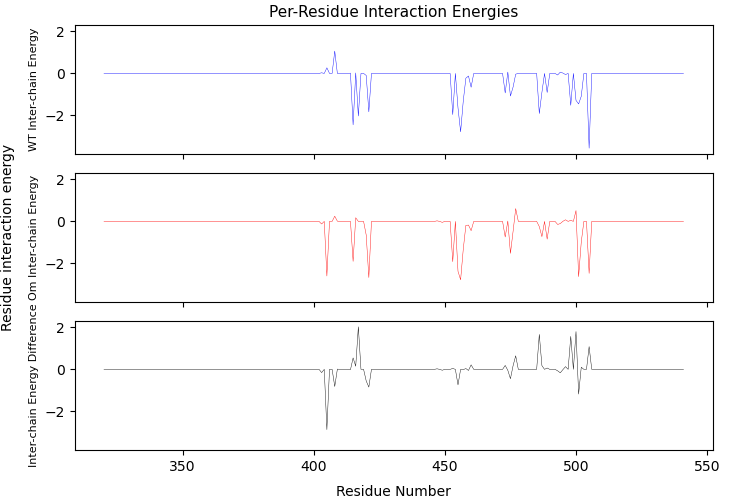 Per-Residue Interaction Energies
Residue interaction energy
WT Inter-chain Energy
2
0
−2
Om Inter-chain Energy
2
0
−2
Inter-chain Energy Difference
2
0
−2
350
400
450
500
550
Residue Number